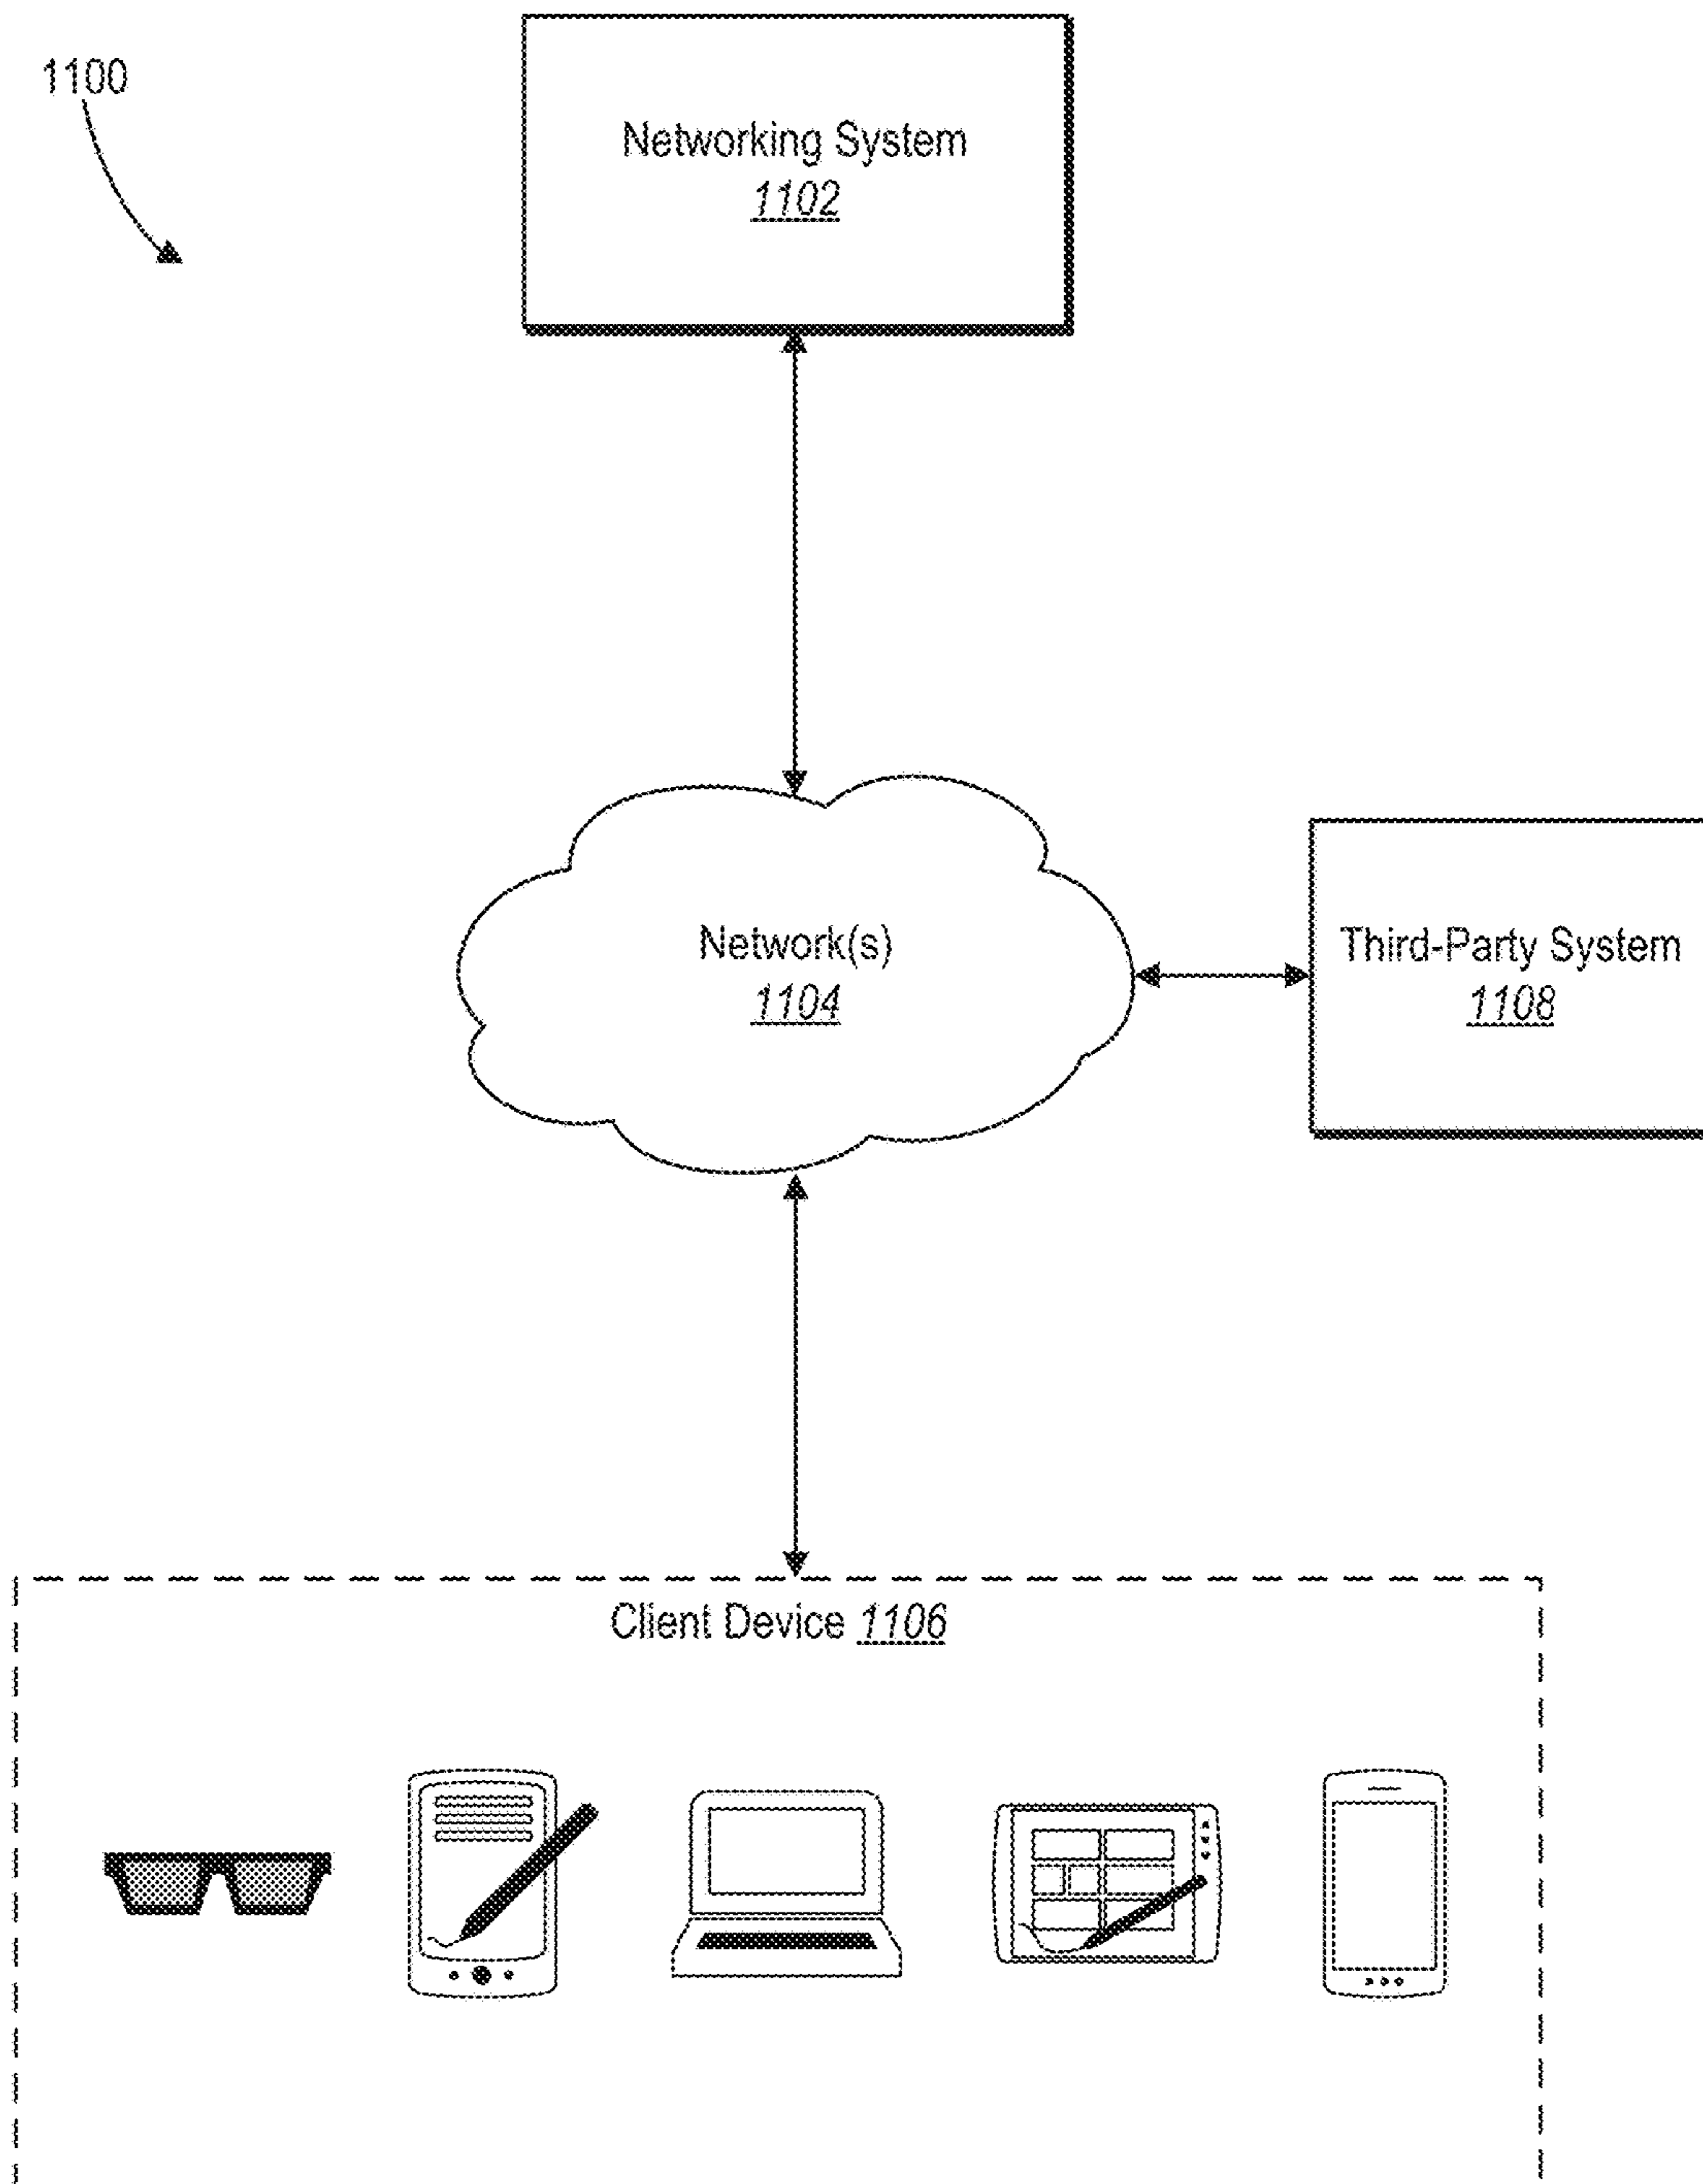 1100
Networking System
1102
Network(s)
1104
Third-Party System
1108
Client Device 1106